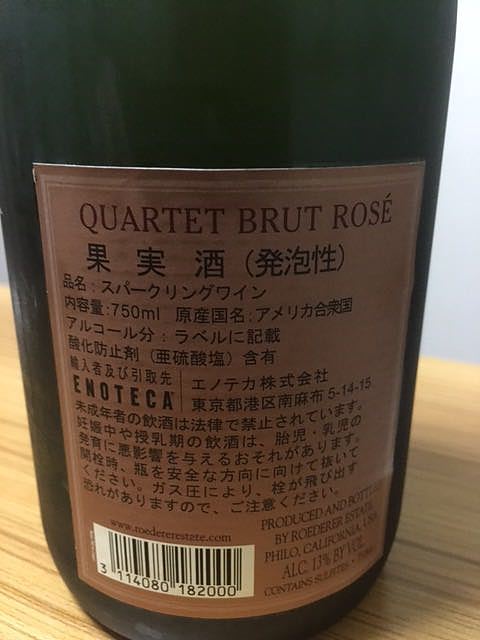 QUARTET BRUT ROSÉ
果実酒（発泡性）
品名：スパークリングワイン
内容量:750ml 原産国名：アメリカ合衆国
アルコール分：ラベルに記載
酸化防止剤（亜硫酸塩）含有
輸入者及び引取先
ENOTECA
エノテカ株式会社
東京都港区南麻布 5-14-15
未成年者の飲酒は法律で禁止されています。
妊娠中や授乳期の飲酒は、胎児・乳児の
発育に悪影響を与えるおそれがあります。
開栓時、瓶を安全な方向に向けて抜いて
ください。ガス圧により、栓が飛び出す
恐れがありますので、ご注意ください。
www.roedererestate.com
3 114080 182000
PRODUCED AND BOTTLED
BY ROEDERER ESTATE
PHILO, CALIFORNIA, USA
ALC. 13% BY VOL.
CONTAINS SULFITES •